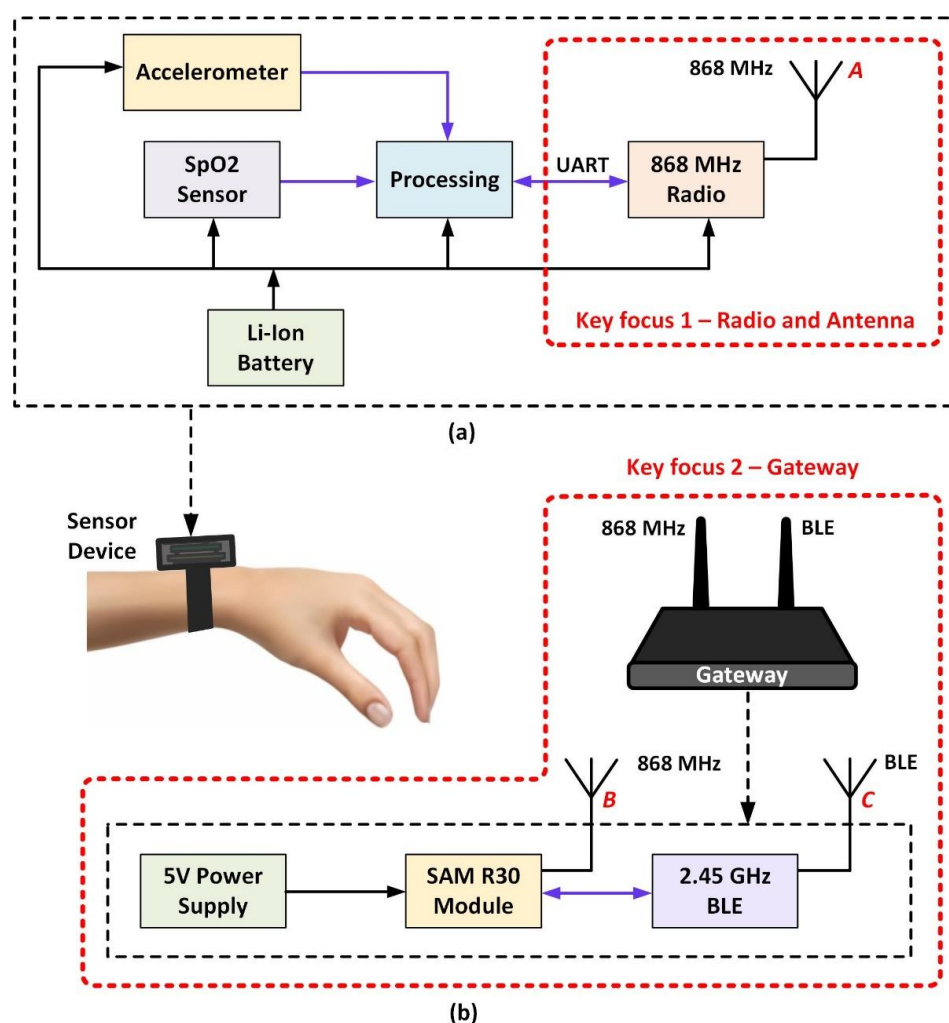 868 MHz
A
Accelerometer
SpO2
Sensor
Processing
UART
868 MHz
Radio
Li-Ion
Battery
Key focus 1 – Radio and Antenna
(a)
Key focus 2 – Gateway
Sensor
Device
868 MHz
BLE
Gateway
868 MHz
BLE
B
C
5V Power
Supply
SAM R30
Module
2.45 GHz
BLE
(b)